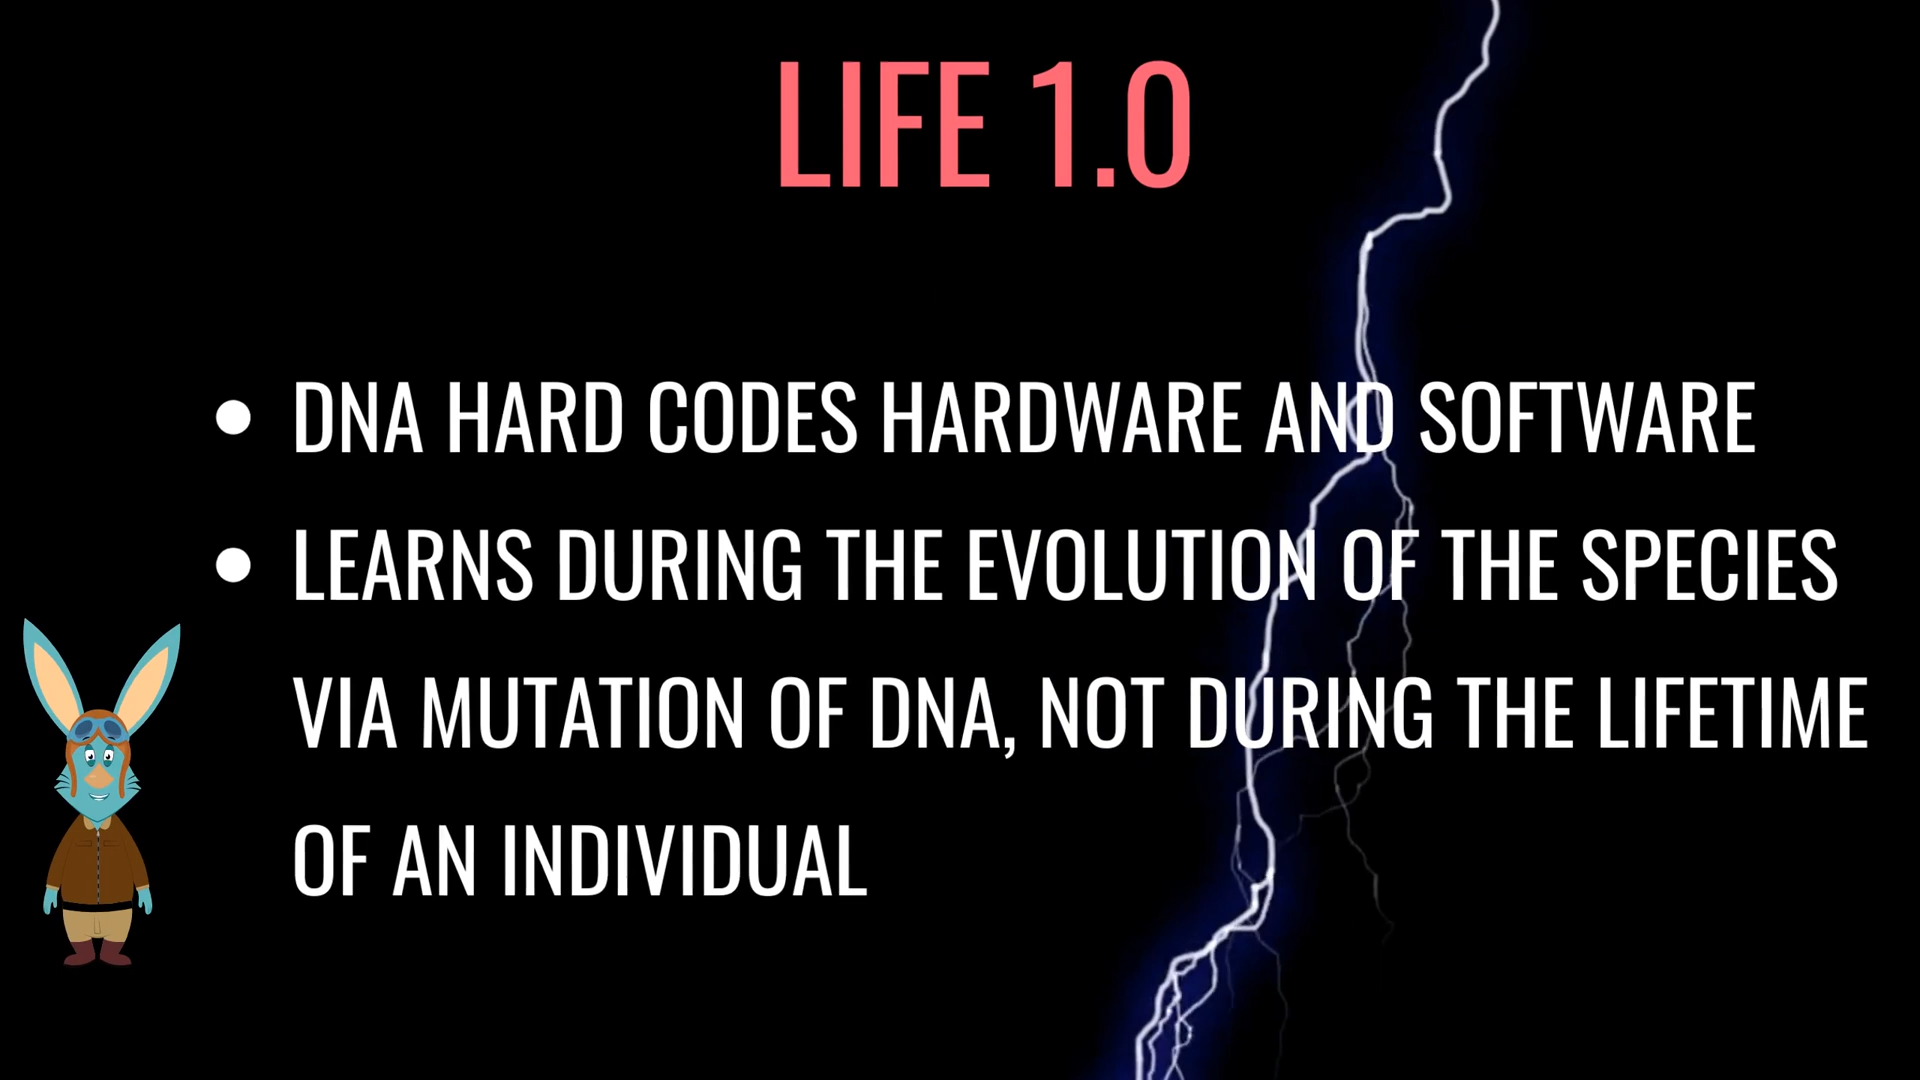 LIFE 1.0
• DNA HARD CODES HARDWARE AND SOFTWARE
• LEARNS DURING THE EVOLUTION OF THE SPECIES
VIA MUTATION OF DNA, NOT DURING THE LIFETIME
OF AN INDIVIDUAL